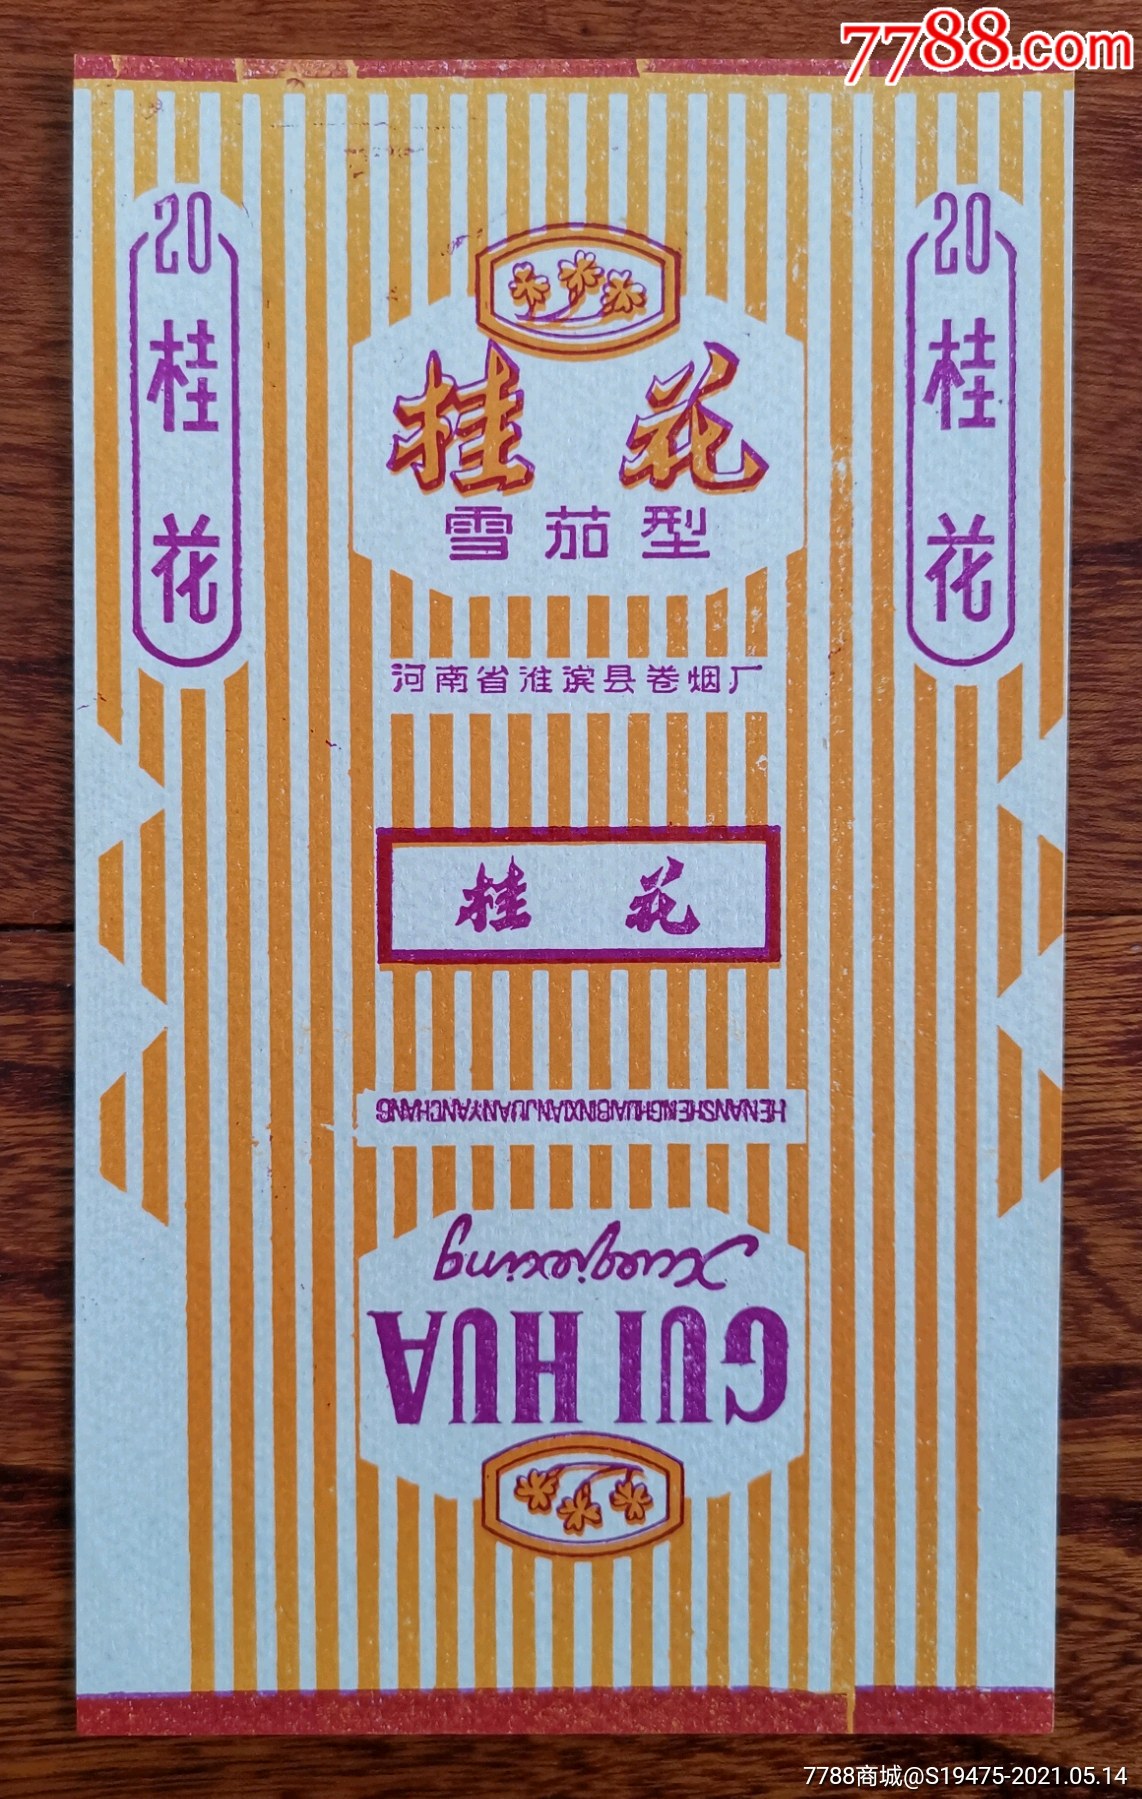 7788.com
20
桂
花
20
桂
花
桂 花
雪茄型
河南省淮滨县卷烟厂
桂 花
HENANSHENGHUAIBINXIANJUANYANCHANG
Xuejiaxing
GUI HUA
7788商城@S19475-2021.05.14